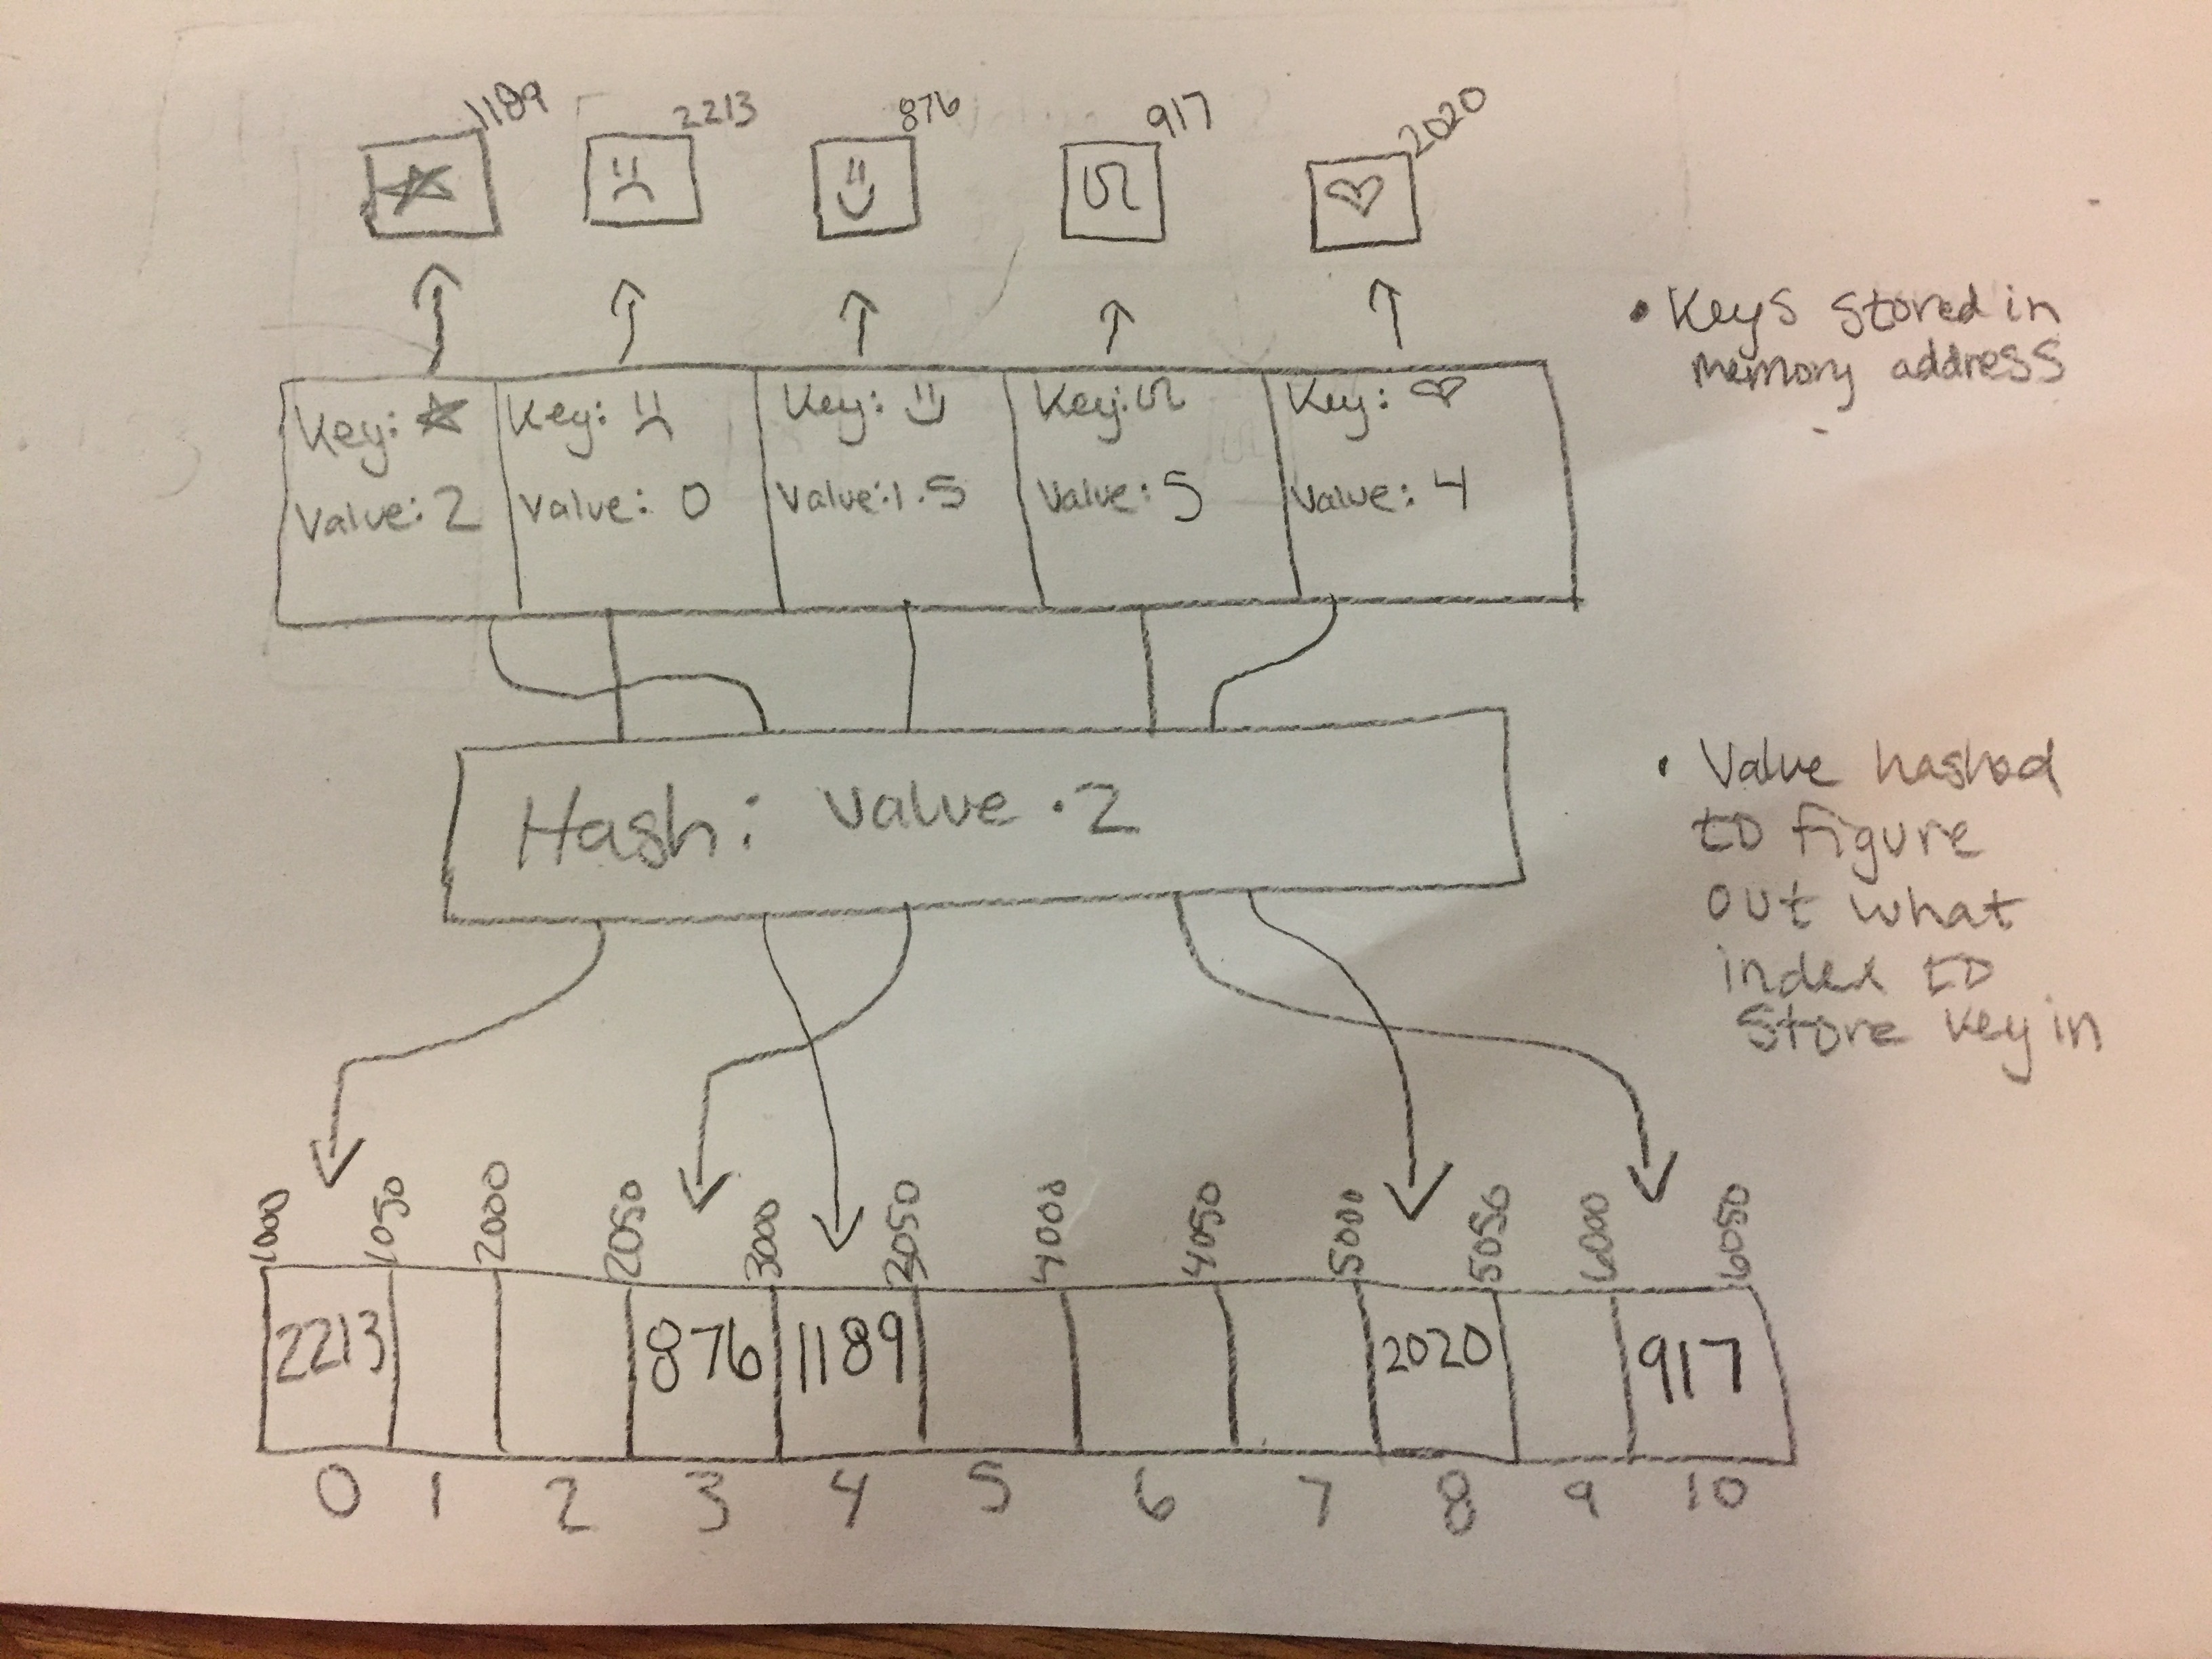 1189 2213 876 917 2020
Key: Key: Key: Key: Key:
Value: 2 Value: 0 Value: 1.5 Value: 5 Value: 4
• Keys stored in
memory address
Hash: value · 2
• Value hashed
to figure
out what
index to
store key in
1000 1050 2000 2050 3000 3050 4000 4050 5000 5050 6000 6050
2213 876 1189 2020 917
0 1 2 3 4 5 6 7 8 9 10